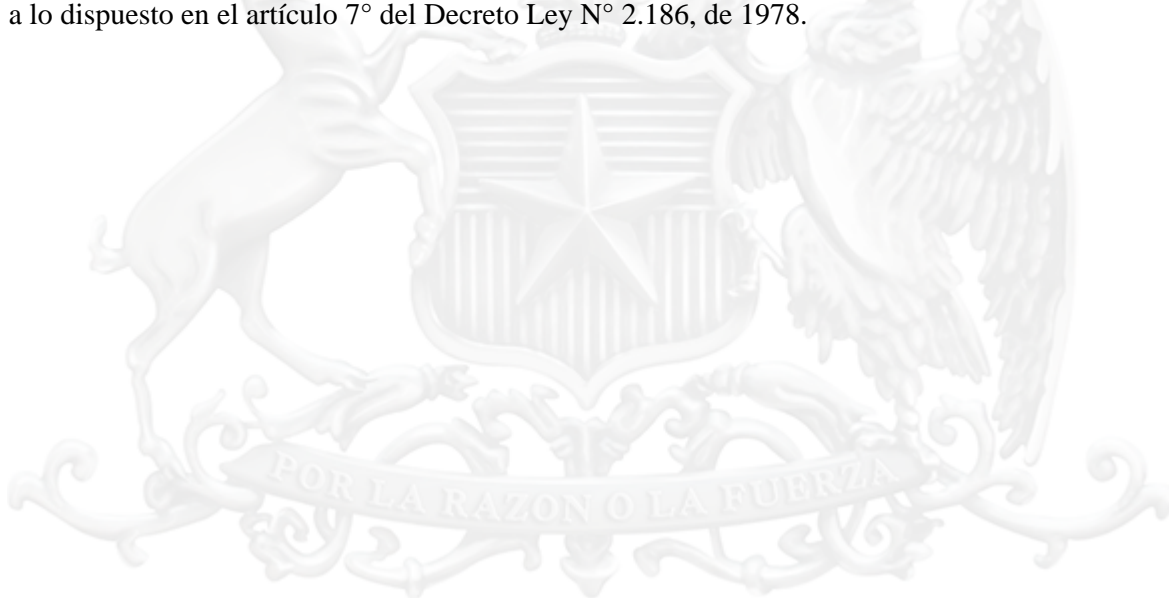 a lo dispuesto en el artículo 7° del Decreto Ley N° 2.186, de 1978.
POR LA RAZON O LA FUERZA